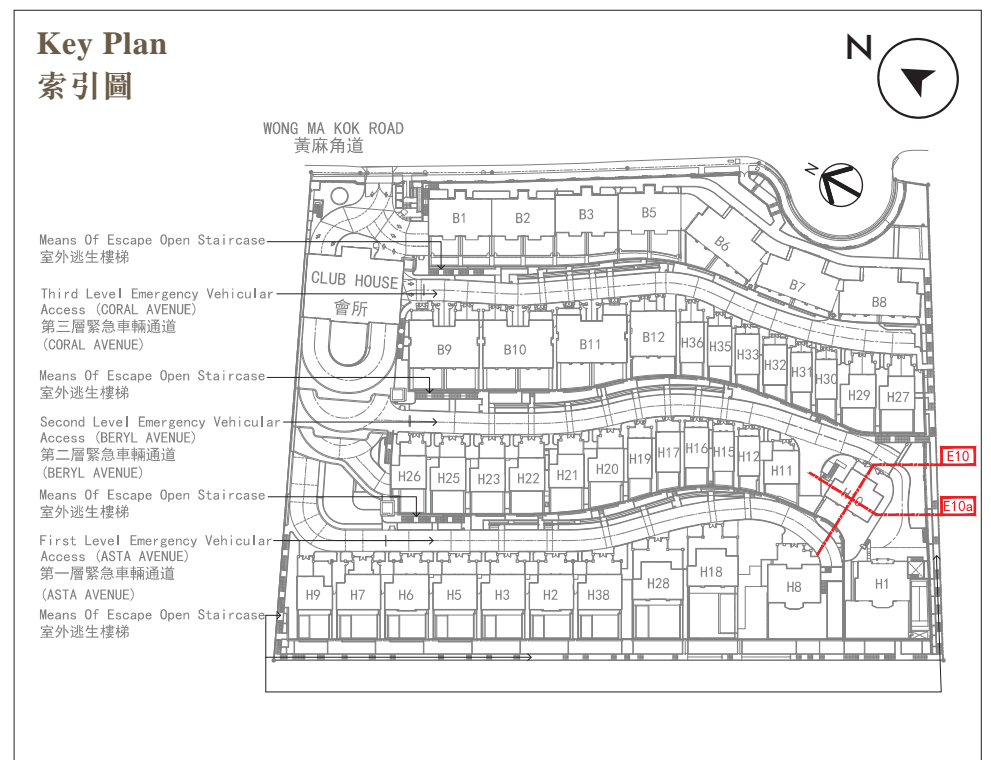 Key Plan
索引圖
N
WONG MA KOK ROAD
黃麻角道
N
Means Of Escape Open Staircase
室外逃生樓梯
CLUB HOUSE
會所
Third Level Emergency Vehicular
Access (CORAL AVENUE)
第三層緊急車輛通道
(CORAL AVENUE)
B1
B2
B3
B5
B6
B7
B8
Means Of Escape Open Staircase
室外逃生樓梯
B9
B10
B11
B12
H36
H35
H33
H32
H31
H30
H29
H27
Second Level Emergency Vehicular
Access (BERYL AVENUE)
第二層緊急車輛通道
(BERYL AVENUE)
H26
H25
H23
H22
H21
H20
H19
H17
H16
H15
H12
H11
H10
E10
E10a
Means Of Escape Open Staircase
室外逃生樓梯
First Level Emergency Vehicular
Access (ASTA AVENUE)
第一層緊急車輛通道
(ASTA AVENUE)
H9
H7
H6
H5
H3
H2
H38
H28
H18
H8
H1
Means Of Escape Open Staircase
室外逃生樓梯